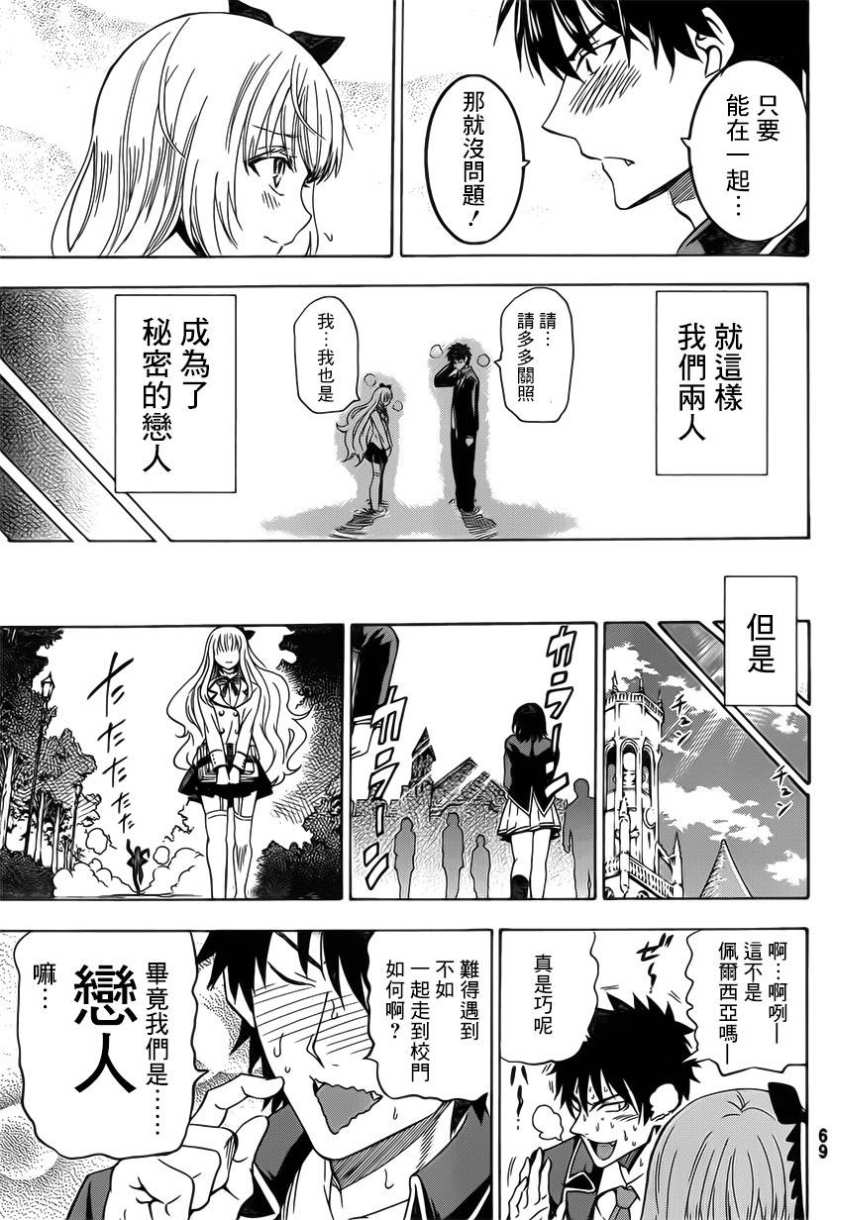 只要
能在一起…
那就沒問題！
就這樣
我們兩人
請…
請多多關照
我…我也是
成為了
秘密的戀人
但是
チュン
チュン
カラーン
カラーン
たたたたた
啊…啊咧ー
這不是
佩爾西亞嗎ー
真是巧呢
難得遇到
不如
一起走到校門
如何啊?
畢竟我們是……
戀人
嘛…
69